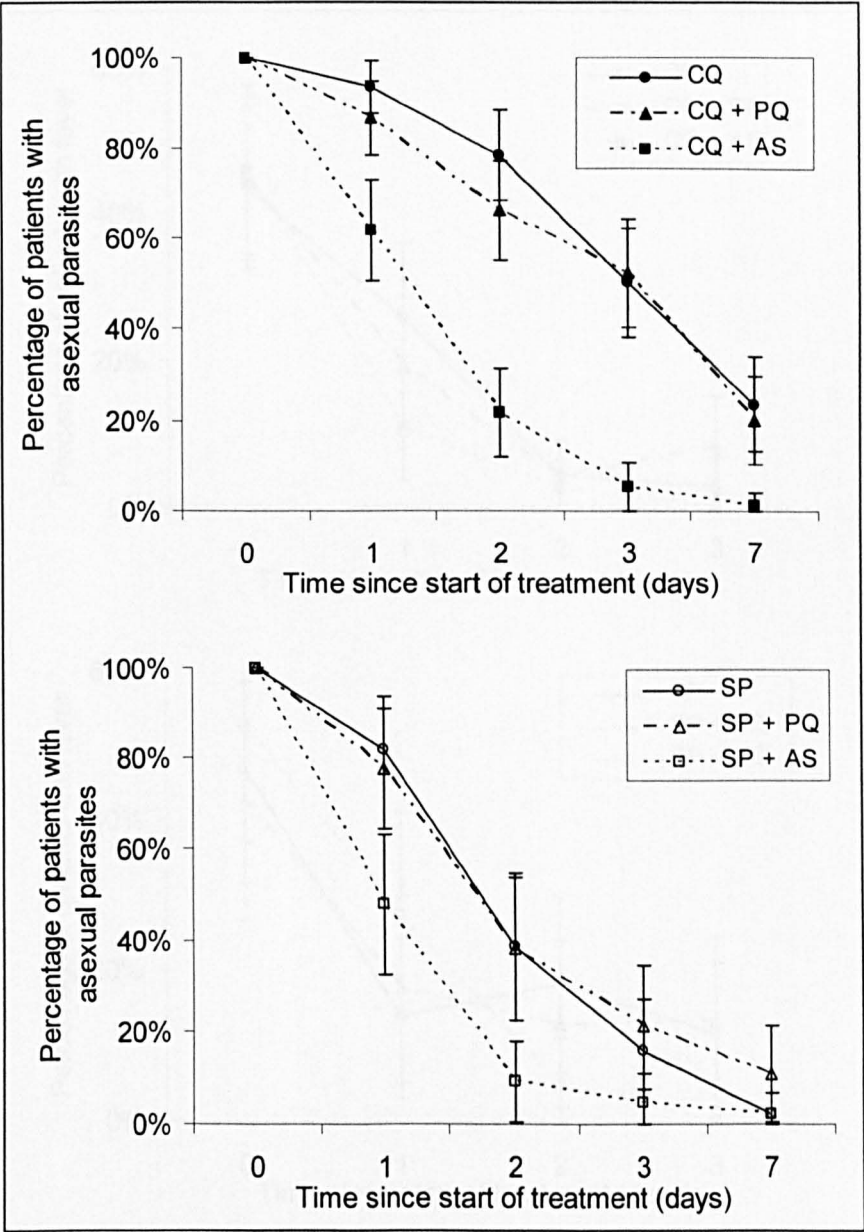 100%
80%
60%
40%
20%
0%
Percentage of patients with
asexual parasites
CQ
CQ + PQ
CQ + AS
0 1 2 3 7
Time since start of treatment (days)
100%
80%
60%
40%
20%
0%
Percentage of patients with
asexual parasites
SP
SP + PQ
SP + AS
0 1 2 3 7
Time since start of treatment (days)